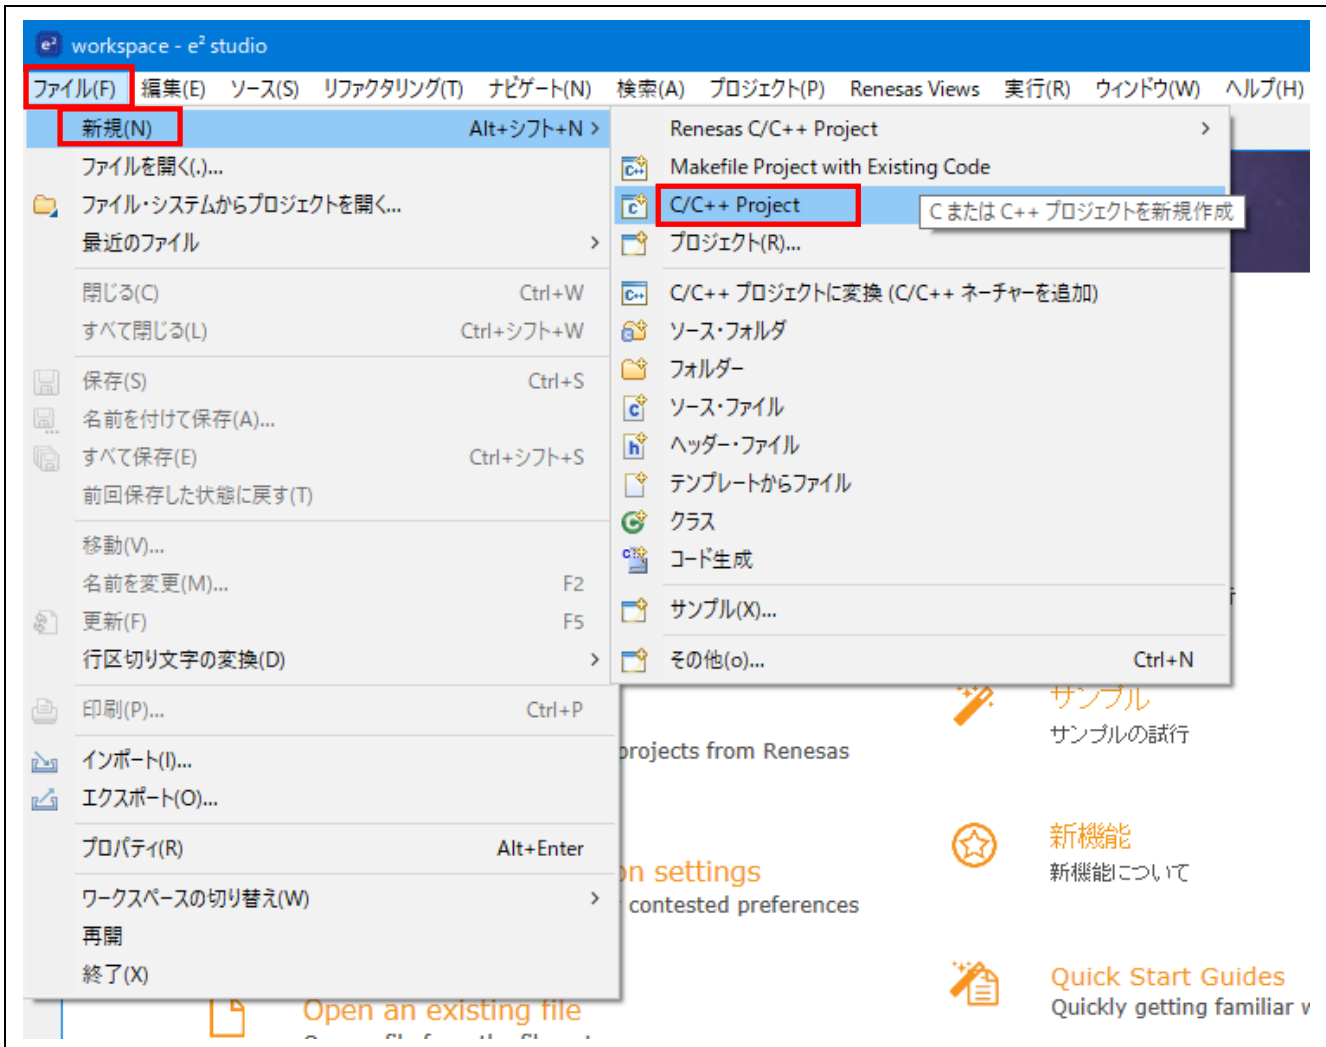 e² workspace - e² studio
ファイル(F) 編集(E) ソース(S) リファクタリング(T) ナビゲート(N) 検索(A) プロジェクト(P) Renesas Views 実行(R) ウィンドウ(W) ヘルプ(H)
新規(N) Alt+シフト+N >
ファイルを開く(.)...
ファイル・システムからプロジェクトを開く...
最近のファイル >
閉じる(C) Ctrl+W
すべて閉じる(L) Ctrl+シフト+W
保存(S) Ctrl+S
名前を付けて保存(A)...
すべて保存(E) Ctrl+シフト+S
前回保存した状態に戻す(T)
移動(V)...
名前を変更(M)... F2
更新(F) F5
行区切り文字の変換(D) >
印刷(P)... Ctrl+P
インポート(I)...
エクスポート(O)...
プロパティ(R) Alt+Enter
ワークスペースの切り替え(W) >
再開
終了(X)
Renesas C/C++ Project >
Makefile Project with Existing Code
C/C++ Project
C または C++ プロジェクトを新規作成
プロジェクト(R)...
C/C++ プロジェクトに変換 (C/C++ ネーチャーを追加)
ソース・フォルダ
フォルダー
ソース・ファイル
ヘッダー・ファイル
テンプレートからファイル
クラス
コード生成
サンプル(X)...
その他(o)... Ctrl+N
projects from Renesas
on settings
contested preferences
Open an existing file
サンプル
サンプルの試行
新機能
新機能について
Quick Start Guides
Quickly getting familiar